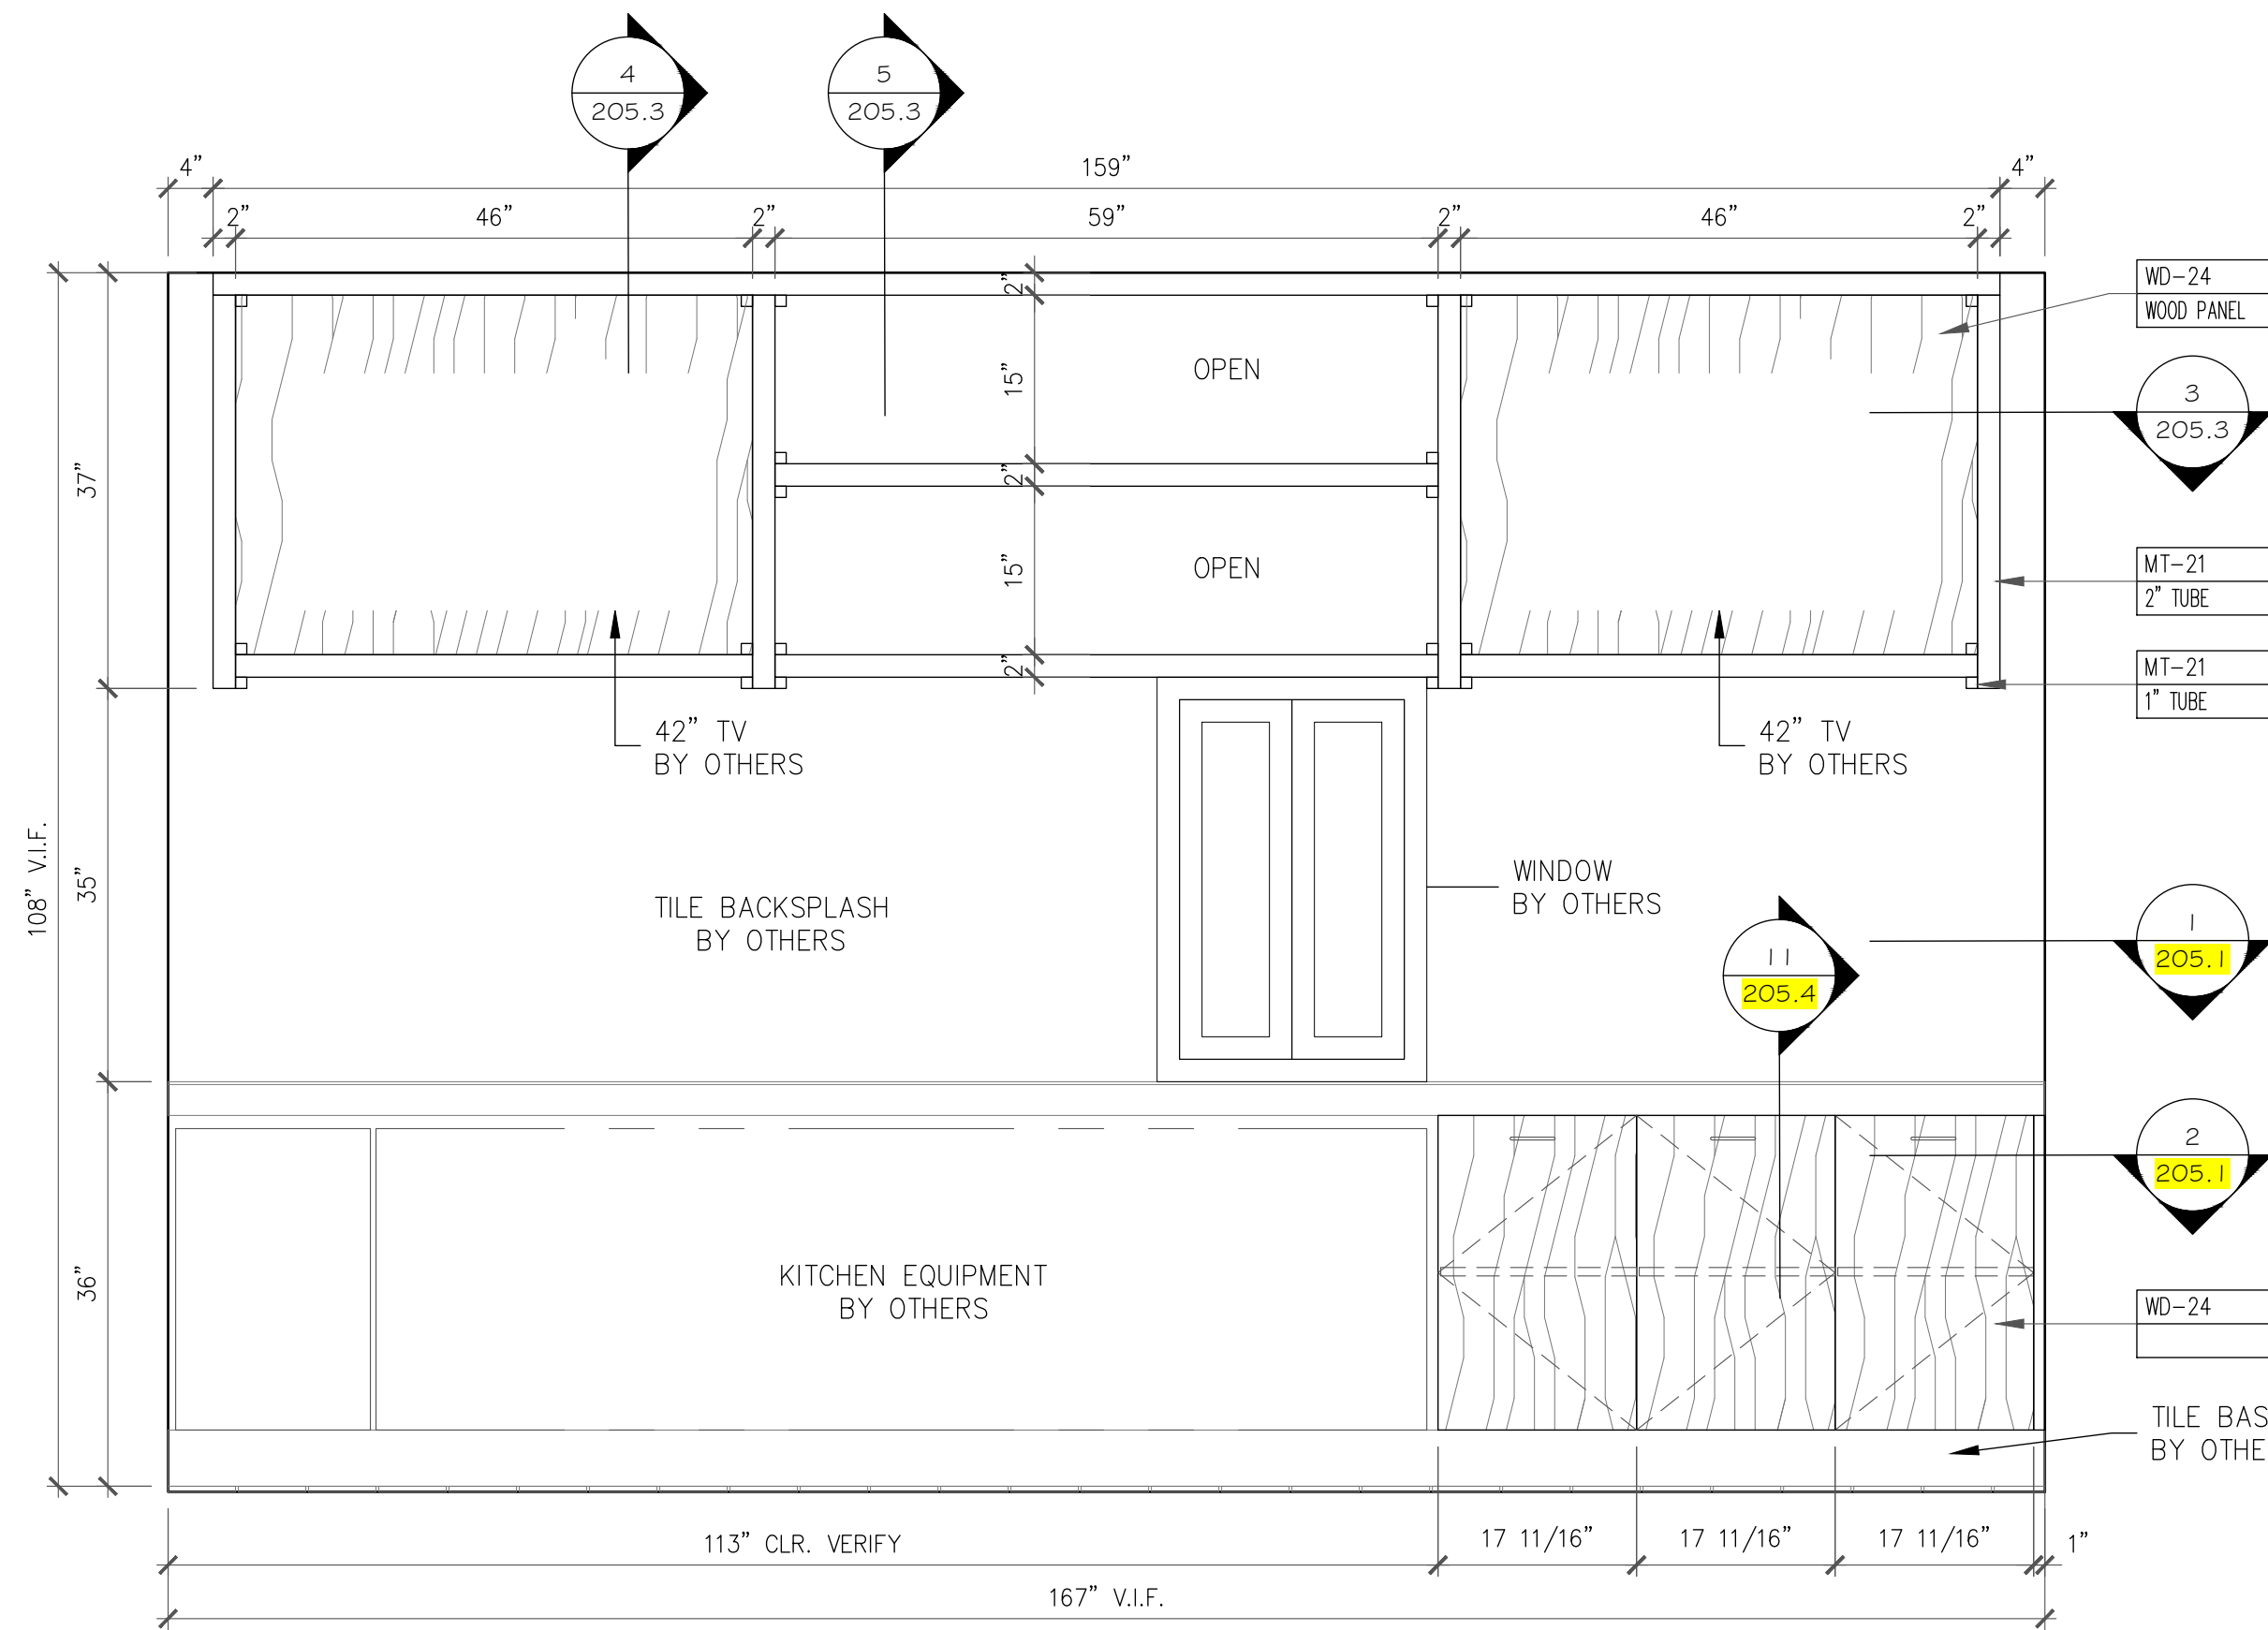 4
205.3
5
205.3
4”
159”
4”
2”
46”
2”
59”
2”
46”
2”
2”
WD-24
WOOD PANEL
15”
OPEN
3
205.3
37”
2”
15”
OPEN
MT-21
2” TUBE
2”
MT-21
1” TUBE
42” TV
BY OTHERS
42” TV
BY OTHERS
108” V.I.F.
35”
TILE BACKSPLASH
BY OTHERS
WINDOW
BY OTHERS
1
205.1
11
205.4
2
205.1
36”
KITCHEN EQUIPMENT
BY OTHERS
WD-24
TILE BAS
BY OTHE
113” CLR. VERIFY
17 11/16”
17 11/16”
17 11/16”
1”
167” V.I.F.